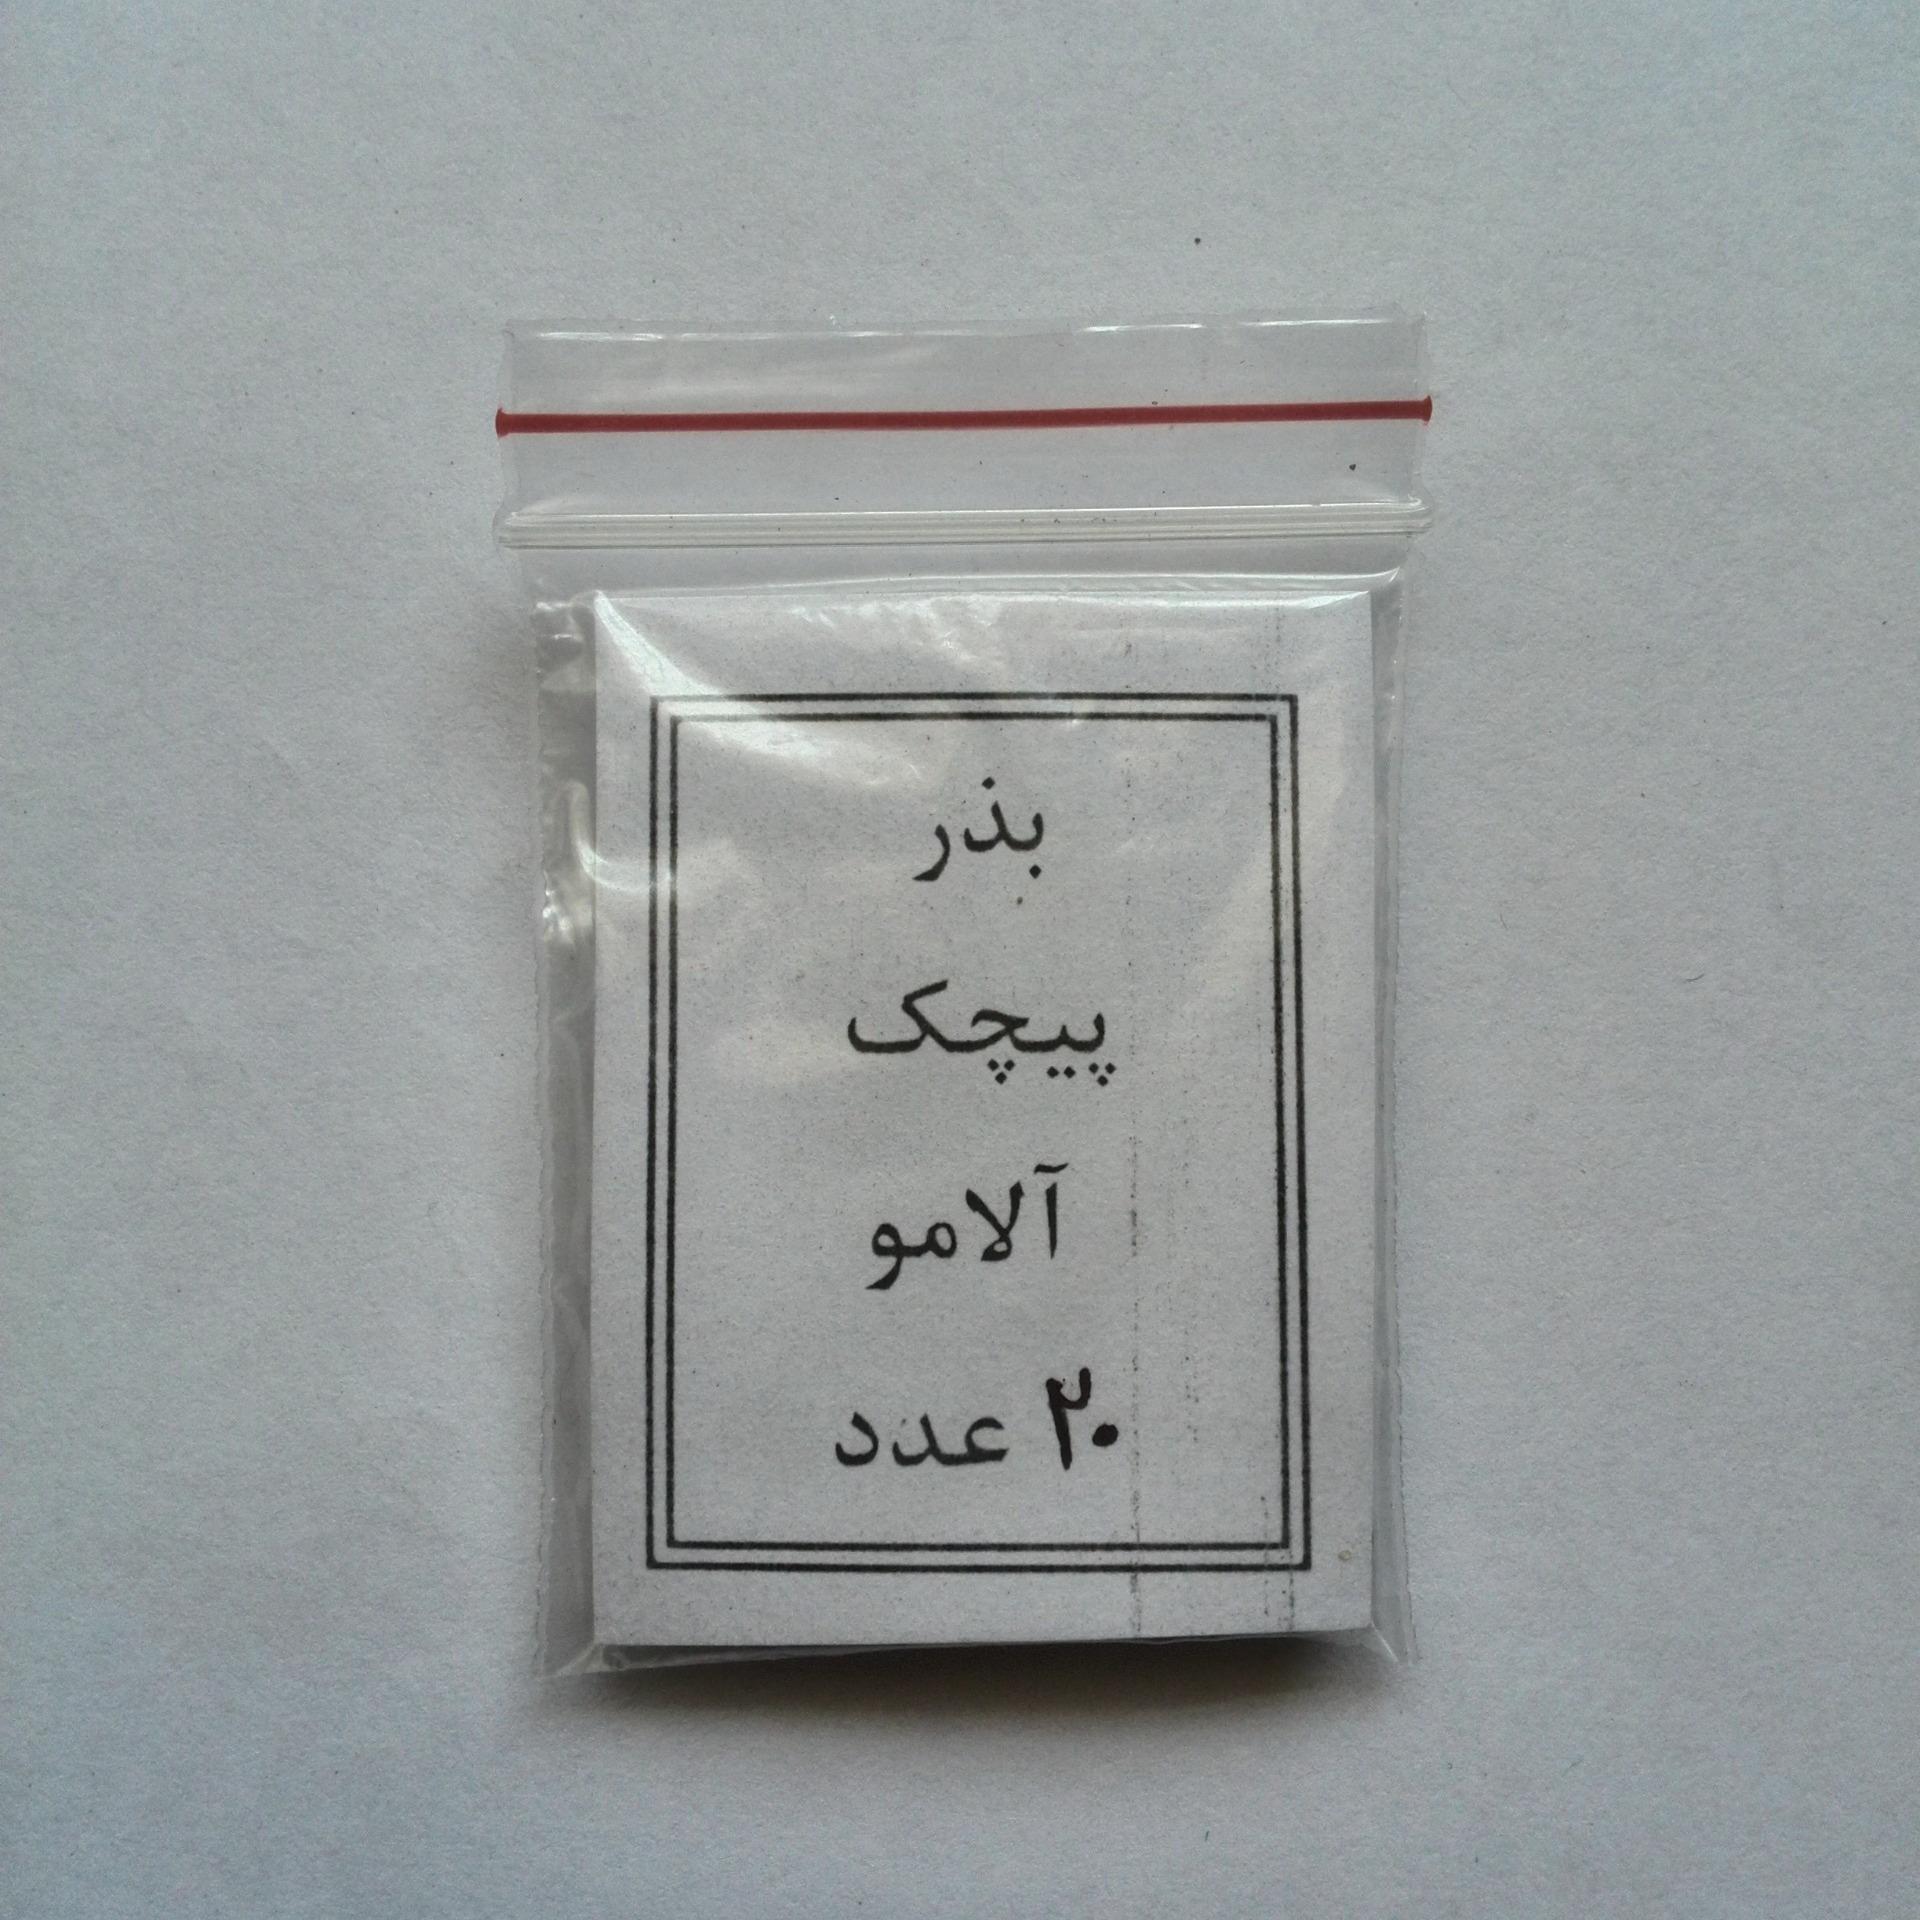 بذر
پیچک
آلامو
۲۰ عدد